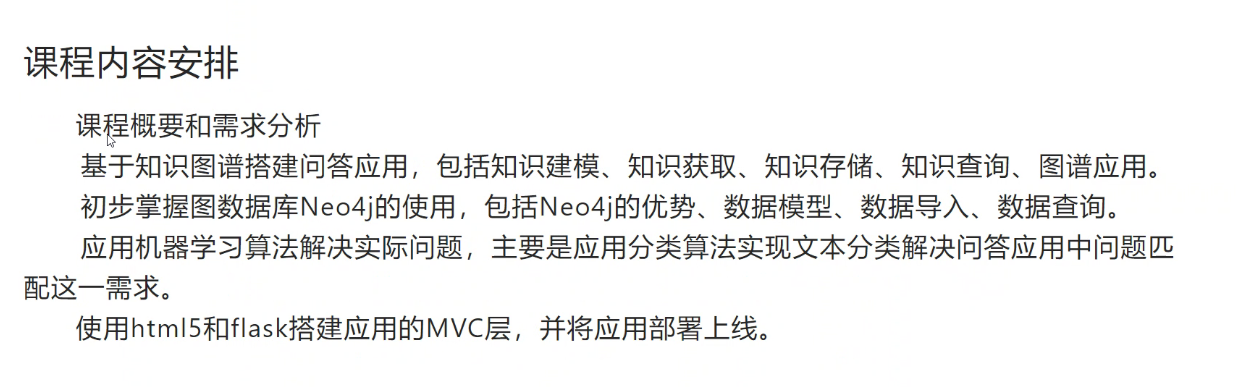 课程内容安排
课程概要和需求分析
基于知识图谱搭建问答应用，包括知识建模、知识获取、知识存储、知识查询、图谱应用。
初步掌握图数据库Neo4j的使用，包括Neo4j的优势、数据模型、数据导入、数据查询。
应用机器学习算法解决实际问题，主要是应用分类算法实现文本分类解决问答应用中问题匹
配这一需求。
使用html5和flask搭建应用的MVC层，并将应用部署上线。